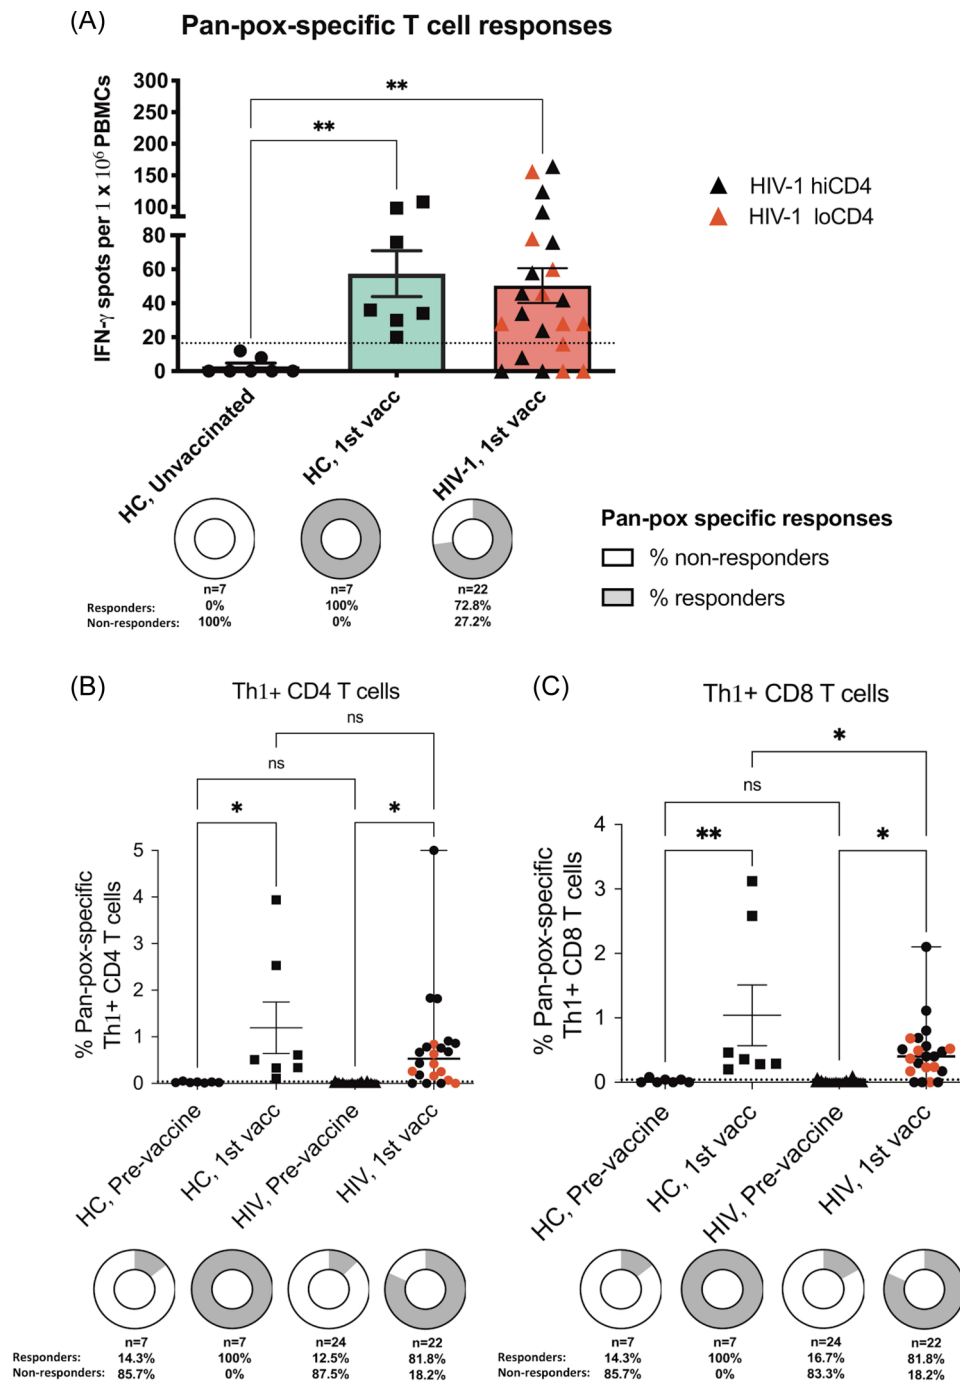 (A)
Pan-pox-specific T cell responses
IFN-γ spots per 1 x 10⁶ PBMCs
300
250
200
150
100
80
60
40
20
0
**
**
HIV-1 hiCD4
HIV-1 loCD4
HC, Unvaccinated
HC, 1st vacc
HIV-1, 1st vacc
n=7 n=7 n=22
Responders: 0% 100% 72.8%
Non-responders: 100% 0% 27.2%
Pan-pox specific responses
% non-responders
% responders
(B)
Th1+ CD4 T cells
% Pan-pox-specific
Th1+ CD4 T cells
5
4
3
2
1
0
ns
ns
* *
HC, Pre-vaccine
HC, 1st vacc
HIV, Pre-vaccine
HIV, 1st vacc
n=7 n=7 n=24 n=22
Responders: 14.3% 100% 12.5% 81.8%
Non-responders: 85.7% 0% 87.5% 18.2%
(C)
Th1+ CD8 T cells
% Pan-pox-specific
Th1+ CD8 T cells
4
3
2
1
0
*
ns
** *
HC, Pre-vaccine
HC, 1st vacc
HIV, Pre-vaccine
HIV, 1st vacc
n=7 n=7 n=24 n=22
Responders: 14.3% 100% 16.7% 81.8%
Non-responders: 85.7% 0% 83.3% 18.2%